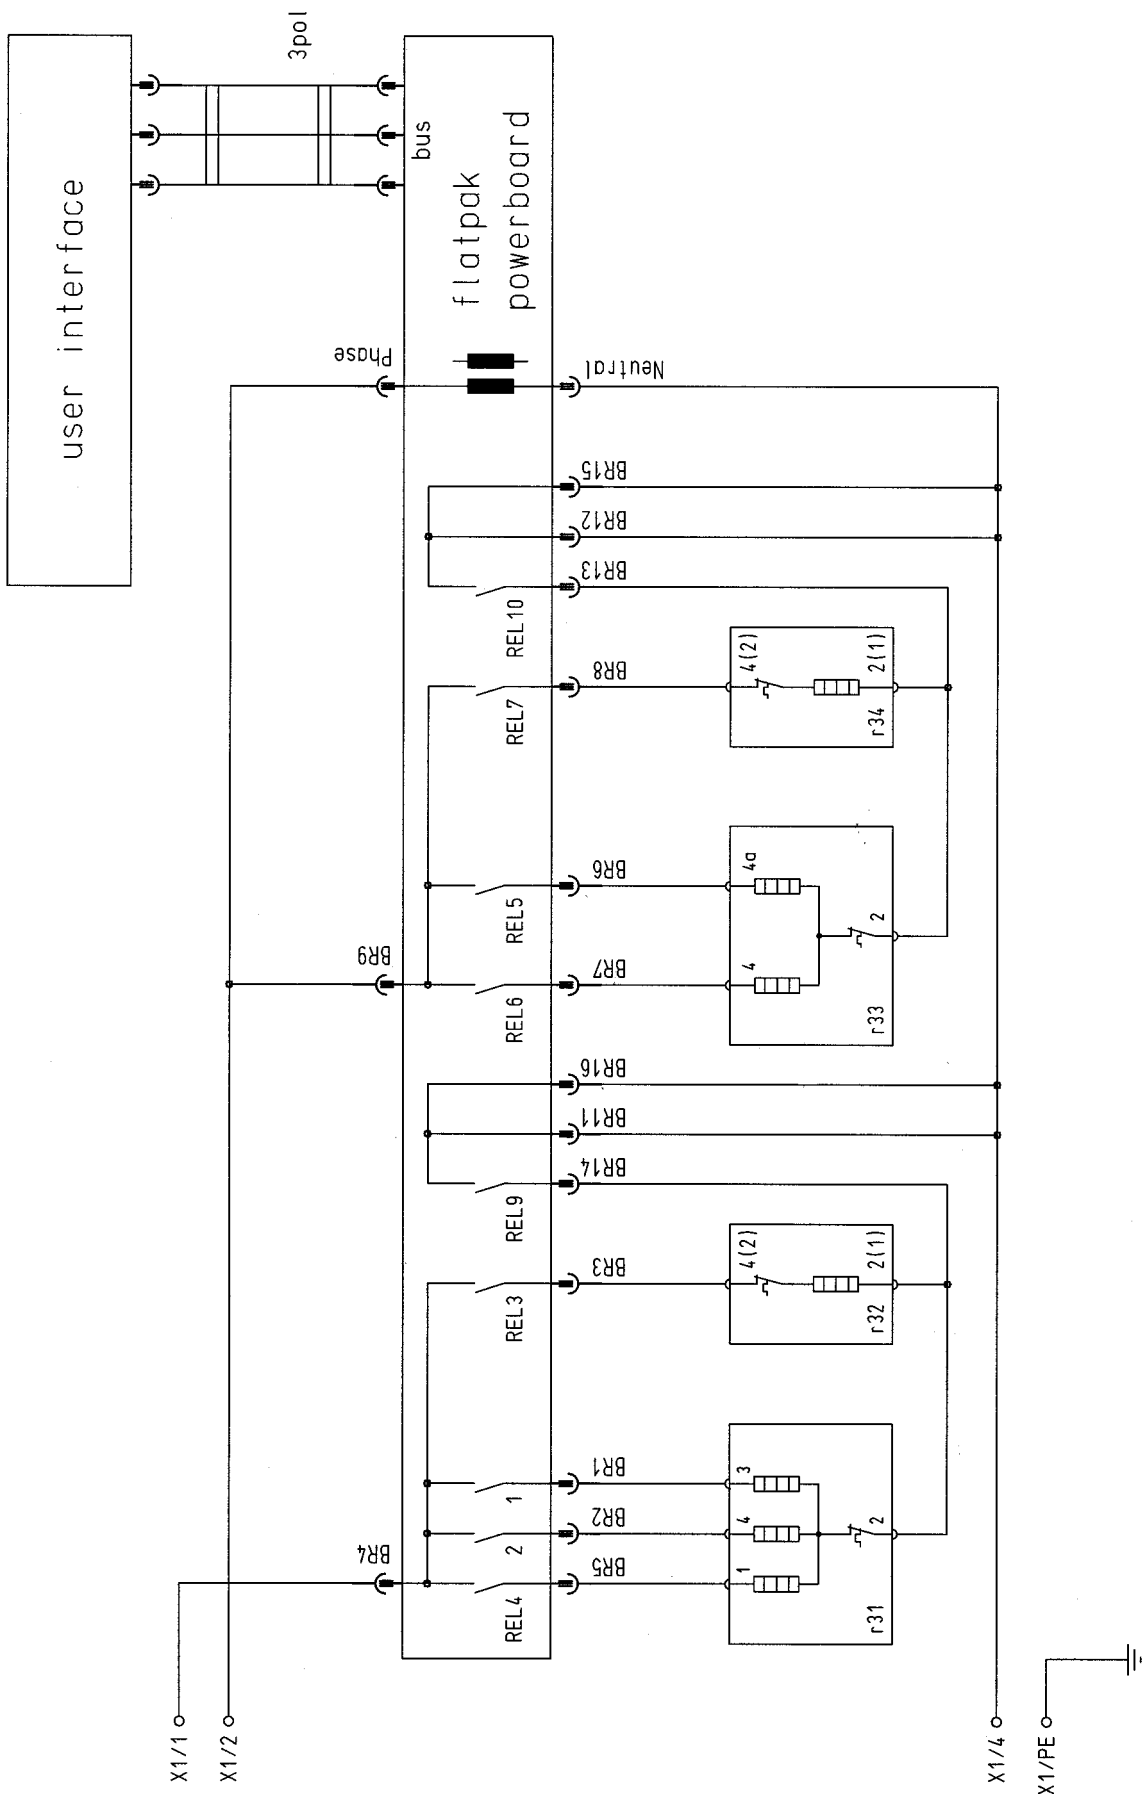 user interface
3pol
bus
flatpak
powerboard
Phase
Neutral
BR15
BR12
BR13
REL10
BR8
REL7
4(2)
2(1)
r34
BR6
REL5
BR7
REL6
BR9
4a
4
2
r33
BR16
BR11
BR14
REL9
BR3
REL3
4(2)
2(1)
r32
BR1
1
BR2
2
BR5
REL4
BR4
3
4
1
2
r31
X1/1
X1/2
X1/4
X1/PE